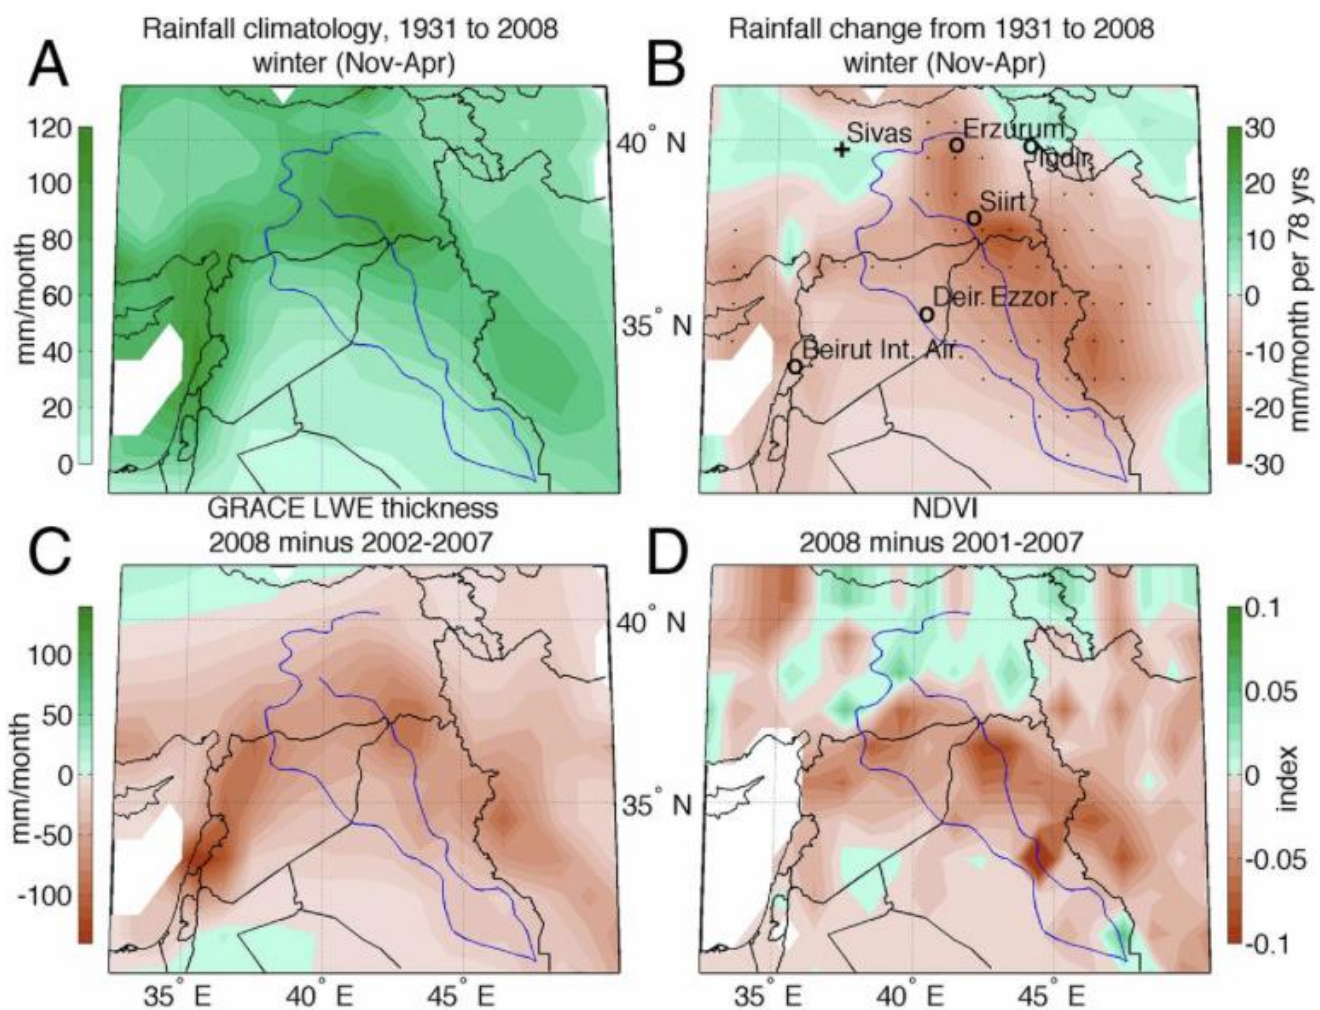 Rainfall climatology, 1931 to 2008
winter (Nov-Apr)
A
120
100
80
60
40
20
0
mm/month
Rainfall change from 1931 to 2008
winter (Nov-Apr)
B
40° N
35° N
Sivas
Erzurum
Igdir
Siirt
Deir Ezzor
Beirut Int. Air
30
20
10
0
-10
-20
-30
mm/month per 78 yrs
GRACE LWE thickness
2008 minus 2002-2007
C
100
50
0
-50
-100
mm/month
35° E
40° E
45° E
NDVI
2008 minus 2001-2007
D
40° N
35° N
0.1
0.05
0
-0.05
-0.1
index
35° E
40° E
45° E